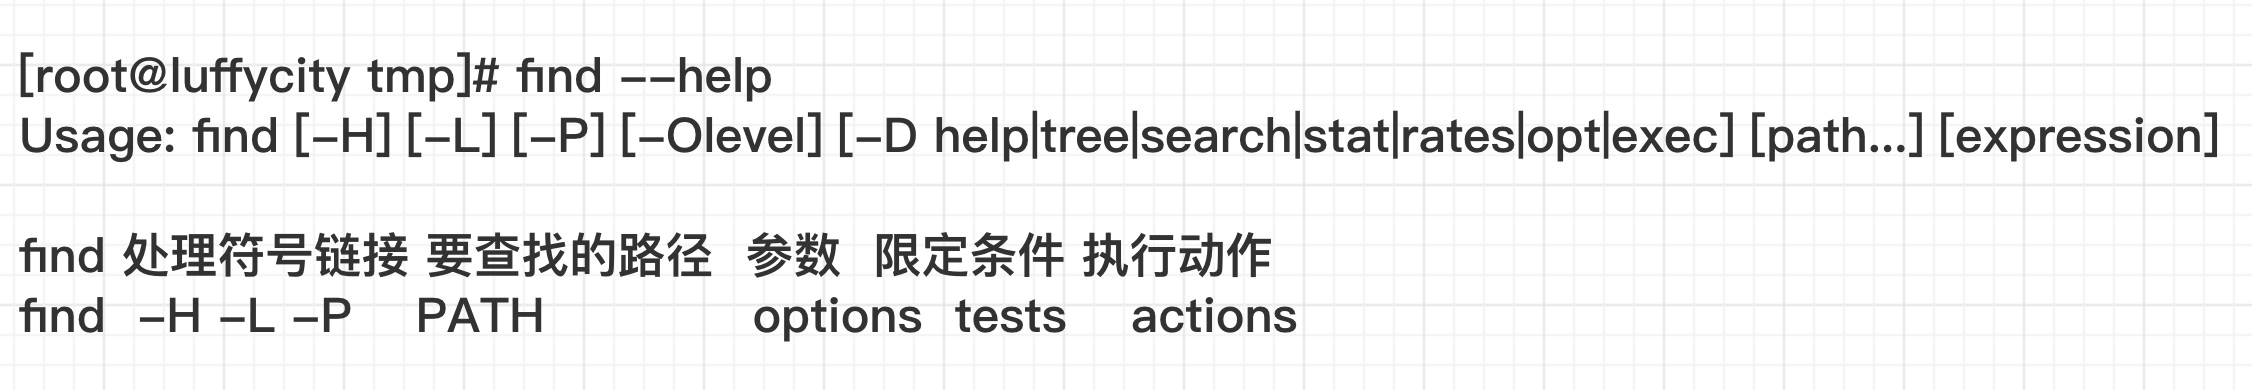 [root@luffycity tmp]# find --help
Usage: find [-H] [-L] [-P] [-Olevel] [-D help|tree|search|stat|rates|opt|exec] [path...] [expression]
find 处理符号链接 要查找的路径 参数 限定条件 执行动作
find -H -L -P PATH options tests actions